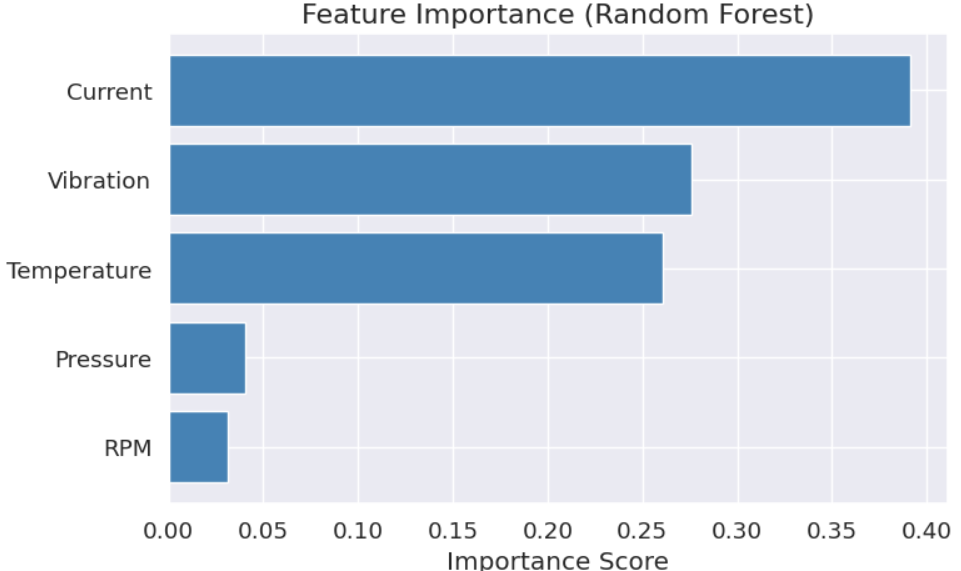 Feature Importance (Random Forest)
Current
Vibration
Temperature
Pressure
RPM
0.00 0.05 0.10 0.15 0.20 0.25 0.30 0.35 0.40
Importance Score